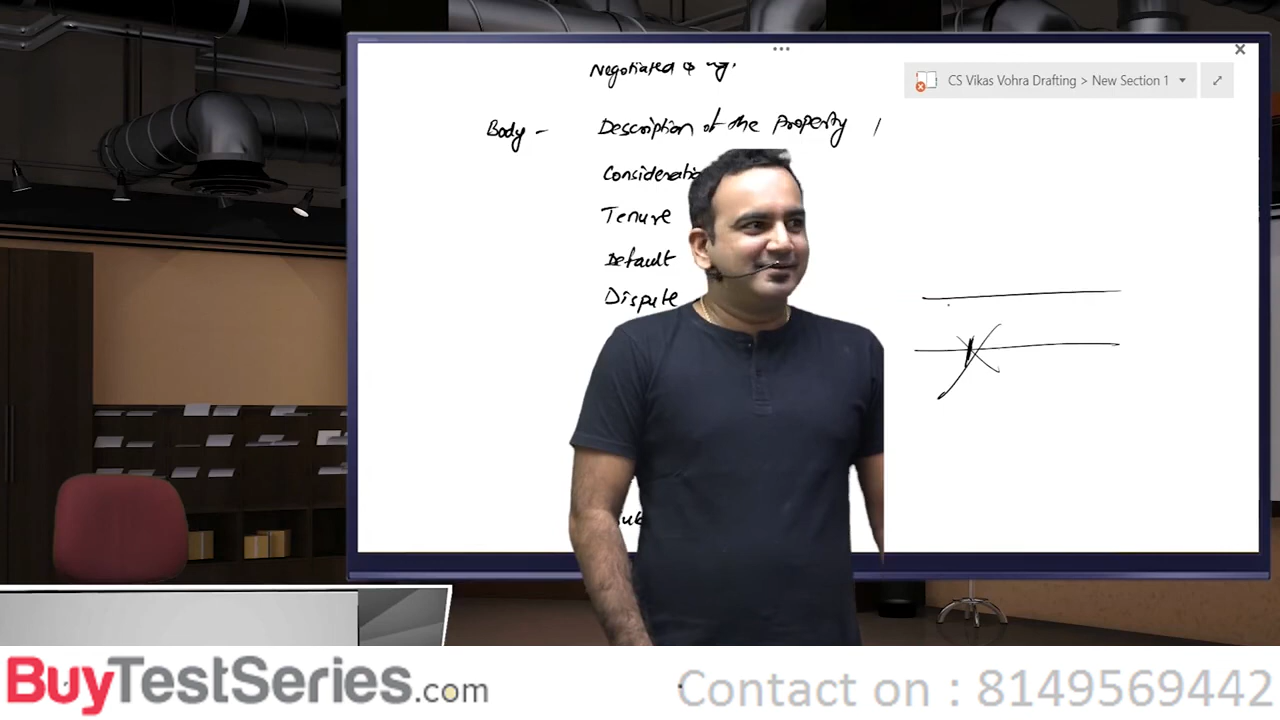 Negotiated &
CS Vikas Vohra Drafting > New Section 1
Body - Description of the Property
Consideratio
Tenure
Default
Dispute
BuyTestSeries.com
Contact on : 8149569442